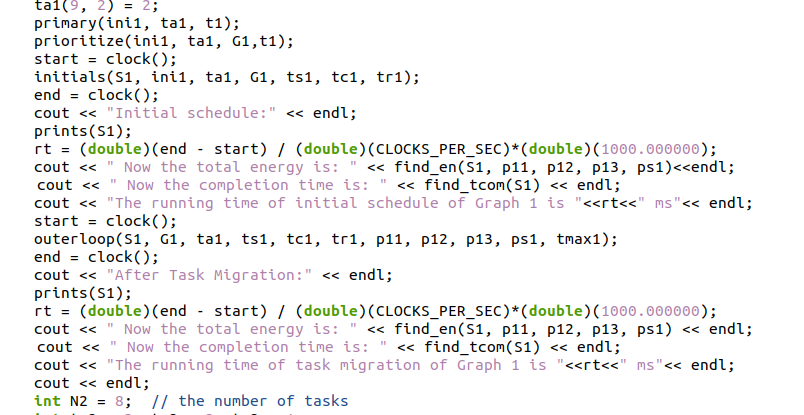 ta1(9, 2) = 2;
primary(ini1, ta1, t1);
prioritize(ini1, ta1, G1,t1);
start = clock();
initials(S1, ini1, ta1, G1, ts1, tc1, tr1);
end = clock();
cout << "Initial schedule:" << endl;
prints(S1);
rt = (double)(end - start) / (double)(CLOCKS_PER_SEC)*(double)(1000.000000);
cout << " Now the total energy is: " << find_en(S1, p11, p12, p13, ps1)<<endl;
cout << " Now the completion time is: " << find_tcom(S1) << endl;
cout << "The running time of initial schedule of Graph 1 is "<<rt<<" ms"<< endl;
start = clock();
outerloop(S1, G1, ta1, ts1, tc1, tr1, p11, p12, p13, ps1, tmax1);
end = clock();
cout << "After Task Migration:" << endl;
prints(S1);
rt = (double)(end - start) / (double)(CLOCKS_PER_SEC)*(double)(1000.000000);
cout << " Now the total energy is: " << find_en(S1, p11, p12, p13, ps1) << endl;
cout << " Now the completion time is: " << find_tcom(S1) << endl;
cout << "The running time of task migration of Graph 1 is "<<rt<<" ms"<< endl;
cout << endl;
int N2 = 8;  // the number of tasks